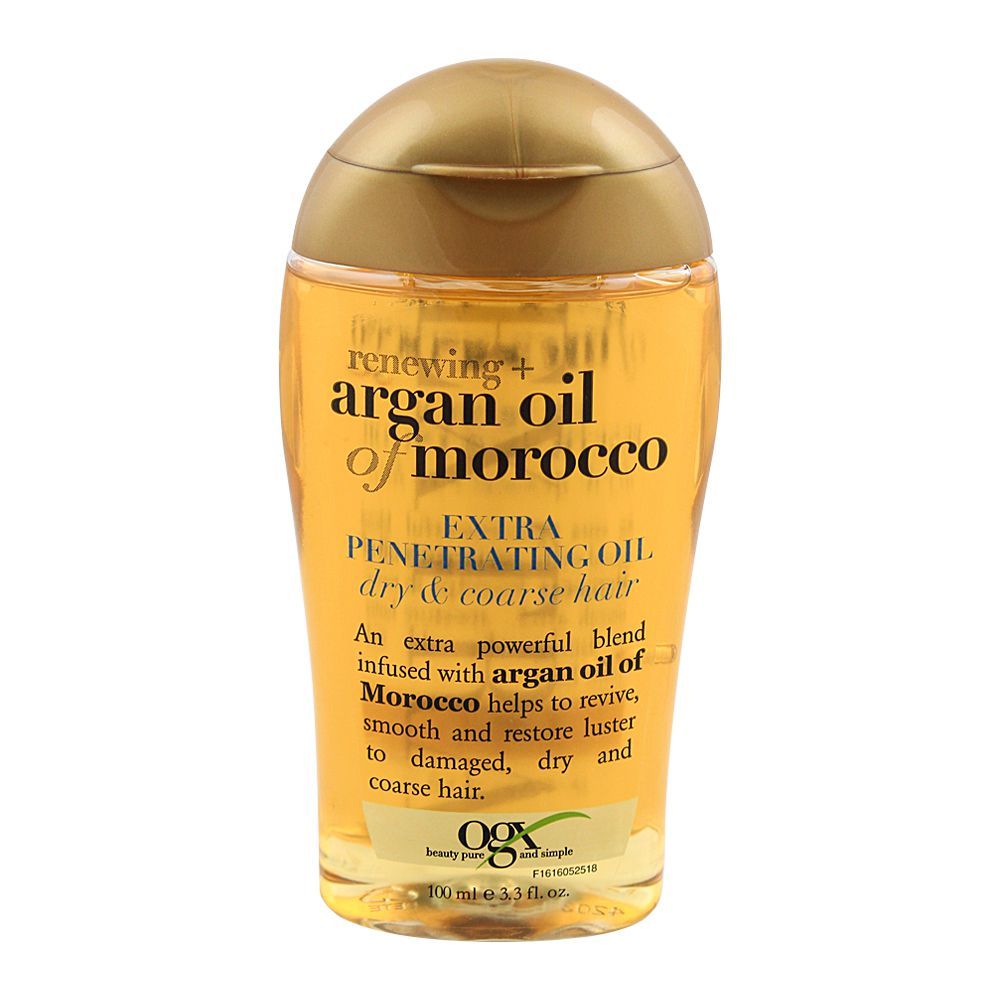 renewing +
argan oil
of morocco
EXTRA
PENETRATING OIL
dry & coarse hair
An extra powerful blend
infused with argan oil of
Morocco helps to revive,
smooth and restore luster
to damaged, dry and
coarse hair.
ogx
beauty pure and simple
F1616052518
100 ml e 3.3 fl. oz.